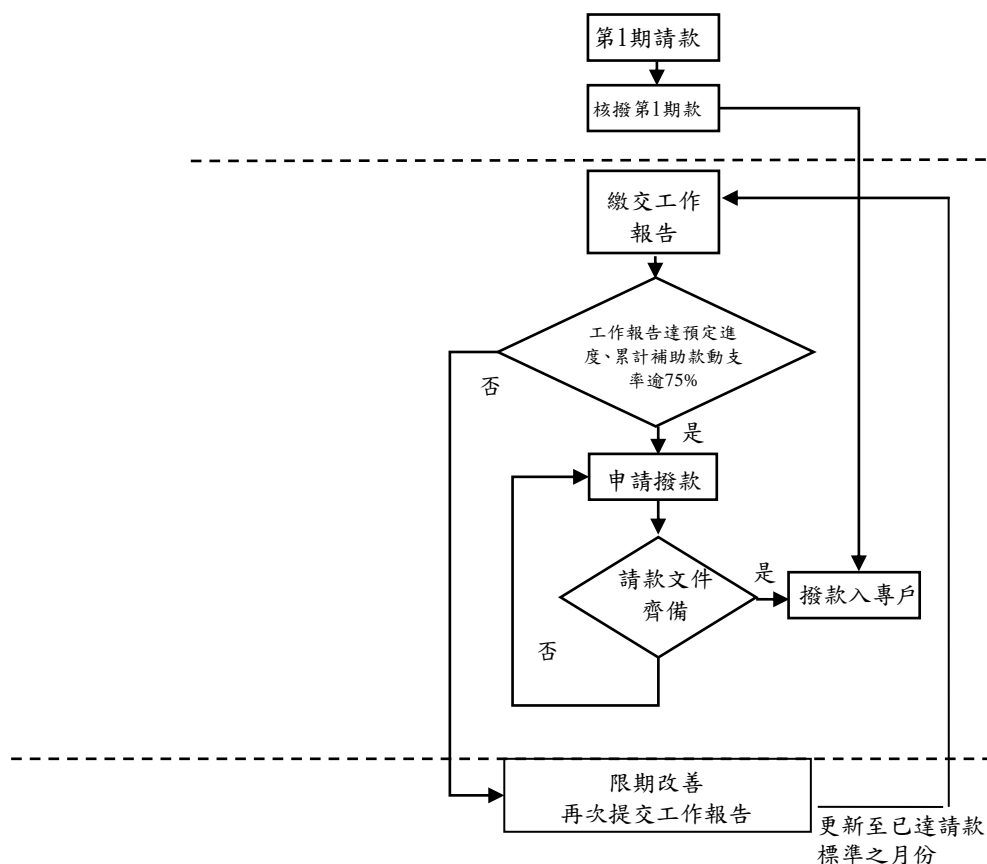 第1期請款
核撥第1期款
繳交工作
報告
工作報告達預定進
度、累計補助款動支
率逾75%
否
是
申請撥款
請款文件
齊備
是
撥款入專戶
否
限期改善
再次提交工作報告
更新至已達請款
標準之月份